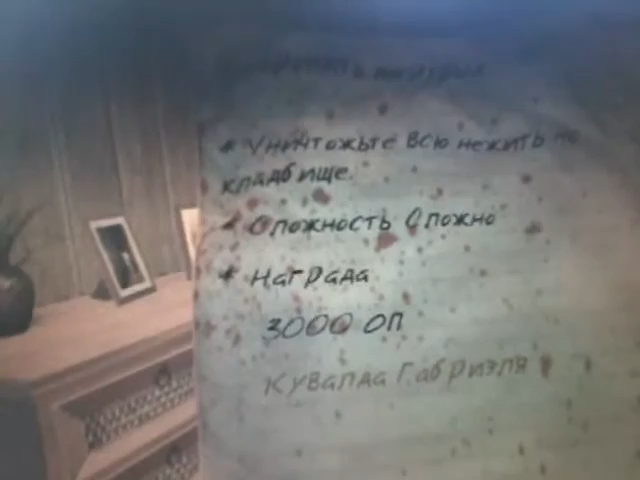 * Уничтожьте всю нежить на
кладбище.
* Сложность Сложно
* Награда
3000 ОП
Кувалда Габриэля